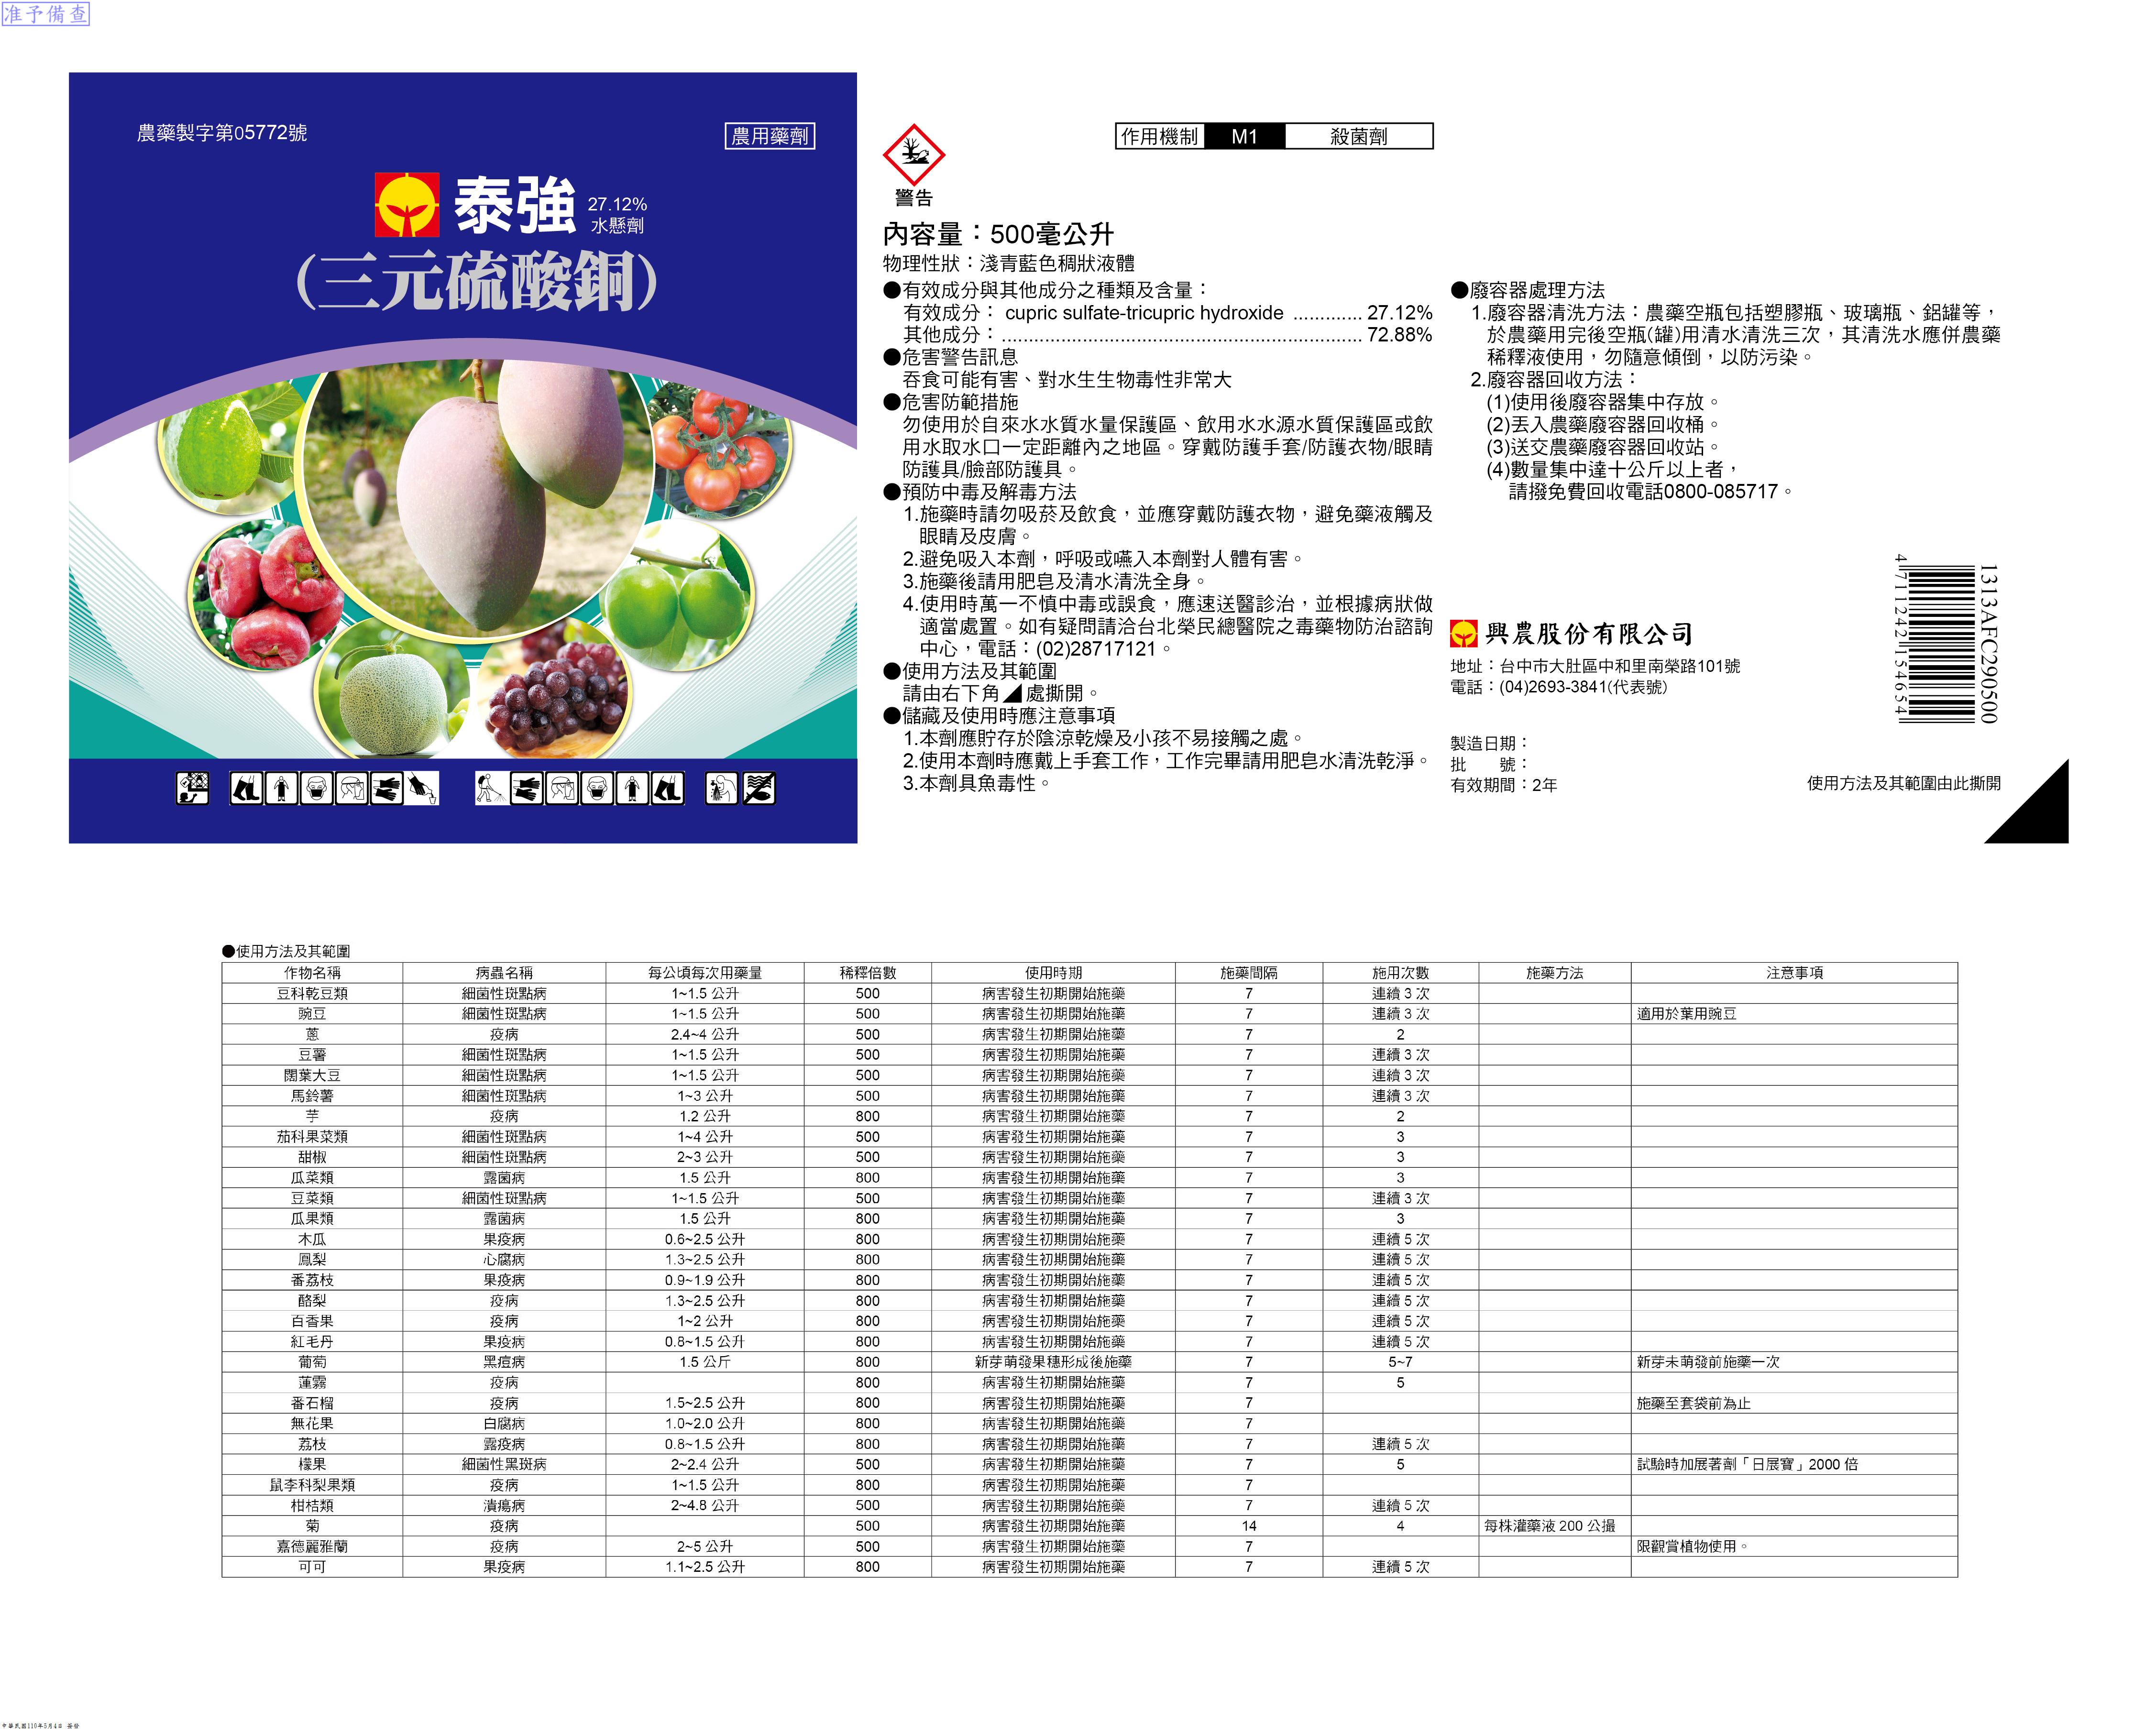 准予備查
農藥製字第05772號
農用藥劑
泰強
27.12%
水懸劑
(三元硫酸銅)
警告
作用機制 M1 殺菌劑
內容量：500毫公升
物理性狀：淺青藍色稠狀液體
●有效成分與其他成分之種類及含量：
有效成分： cupric sulfate-tricupric hydroxide ............. 27.12%
其他成分：................................................................... 72.88%
●危害警告訊息
吞食可能有害、對水生生物毒性非常大
●危害防範措施
勿使用於自來水水質水量保護區、飲用水水源水質保護區或飲
用水取水口一定距離內之地區。穿戴防護手套/防護衣物/眼睛
防護具/臉部防護具。
●預防中毒及解毒方法
1.施藥時請勿吸菸及飲食，並應穿戴防護衣物，避免藥液觸及
眼睛及皮膚。
2.避免吸入本劑，呼吸或嚥入本劑對人體有害。
3.施藥後請用肥皂及清水清洗全身。
4.使用時萬一不慎中毒或誤食，應速送醫診治，並根據病狀做
適當處置。如有疑問請洽台北榮民總醫院之毒藥物防治諮詢
中心，電話：(02)28717121。
●使用方法及其範圍
請由右下角◢處撕開。
●儲藏及使用時應注意事項
1.本劑應貯存於陰涼乾燥及小孩不易接觸之處。
2.使用本劑時應戴上手套工作，工作完畢請用肥皂水清洗乾淨。
3.本劑具魚毒性。
●廢容器處理方法
1.廢容器清洗方法：農藥空瓶包括塑膠瓶、玻璃瓶、鋁罐等，
於農藥用完後空瓶(罐)用清水清洗三次，其清洗水應併農藥
稀釋液使用，勿隨意傾倒，以防污染。
2.廢容器回收方法：
(1)使用後廢容器集中存放。
(2)丟入農藥廢容器回收桶。
(3)送交農藥廢容器回收站。
(4)數量集中達十公斤以上者，
請撥免費回收電話0800-085717。
1313AFC290500
4 711242 154654
興農股份有限公司
地址：台中市大肚區中和里南榮路101號
電話：(04)2693-3841(代表號)
製造日期：
批 號：
有效期間：2年
使用方法及其範圍由此撕開
●使用方法及其範圍
作物名稱 病蟲名稱 每公頃每次用藥量 稀釋倍數 使用時期 施藥間隔 施用次數 施藥方法 注意事項
豆科乾豆類 細菌性斑點病 1~1.5 公升 500 病害發生初期開始施藥 7 連續 3 次
豌豆 細菌性斑點病 1~1.5 公升 500 病害發生初期開始施藥 7 連續 3 次 適用於葉用豌豆
蔥 疫病 2.4~4 公升 500 病害發生初期開始施藥 7 2
豆薯 細菌性斑點病 1~1.5 公升 500 病害發生初期開始施藥 7 連續 3 次
闊葉大豆 細菌性斑點病 1~1.5 公升 500 病害發生初期開始施藥 7 連續 3 次
馬鈴薯 細菌性斑點病 1~3 公升 500 病害發生初期開始施藥 7 連續 3 次
芋 疫病 1.2 公升 800 病害發生初期開始施藥 7 2
茄科果菜類 細菌性斑點病 1~4 公升 500 病害發生初期開始施藥 7 3
甜椒 細菌性斑點病 2~3 公升 500 病害發生初期開始施藥 7 3
瓜菜類 露菌病 1.5 公升 800 病害發生初期開始施藥 7 3
豆菜類 細菌性斑點病 1~1.5 公升 500 病害發生初期開始施藥 7 連續 3 次
瓜果類 露菌病 1.5 公升 800 病害發生初期開始施藥 7 3
木瓜 果疫病 0.6~2.5 公升 800 病害發生初期開始施藥 7 連續 5 次
鳳梨 心腐病 1.3~2.5 公升 800 病害發生初期開始施藥 7 連續 5 次
番荔枝 果疫病 0.9~1.9 公升 800 病害發生初期開始施藥 7 連續 5 次
酪梨 疫病 1.3~2.5 公升 800 病害發生初期開始施藥 7 連續 5 次
百香果 疫病 1~2 公升 800 病害發生初期開始施藥 7 連續 5 次
紅毛丹 果疫病 0.8~1.5 公升 800 病害發生初期開始施藥 7 連續 5 次
葡萄 黑痘病 1.5 公斤 800 新芽萌發果穗形成後施藥 7 5~7 新芽未萌發前施藥一次
蓮霧 疫病 800 病害發生初期開始施藥 7 5
番石榴 疫病 1.5~2.5 公升 800 病害發生初期開始施藥 7 施藥至套袋前為止
無花果 白腐病 1.0~2.0 公升 800 病害發生初期開始施藥 7
荔枝 露疫病 0.8~1.5 公升 800 病害發生初期開始施藥 7 連續 5 次
檬果 細菌性黑斑病 2~2.4 公升 500 病害發生初期開始施藥 7 5 試驗時加展著劑「日展寶」2000 倍
鼠李科梨果類 疫病 1~1.5 公升 800 病害發生初期開始施藥 7
柑桔類 潰瘍病 2~4.8 公升 500 病害發生初期開始施藥 7 連續 5 次
菊 疫病 500 病害發生初期開始施藥 14 4 每株灌藥液 200 公撮
嘉德麗雅蘭 疫病 2~5 公升 500 病害發生初期開始施藥 7 限觀賞植物使用。
可可 果疫病 1.1~2.5 公升 800 病害發生初期開始施藥 7 連續 5 次
中華民國110年5月4日 簽發